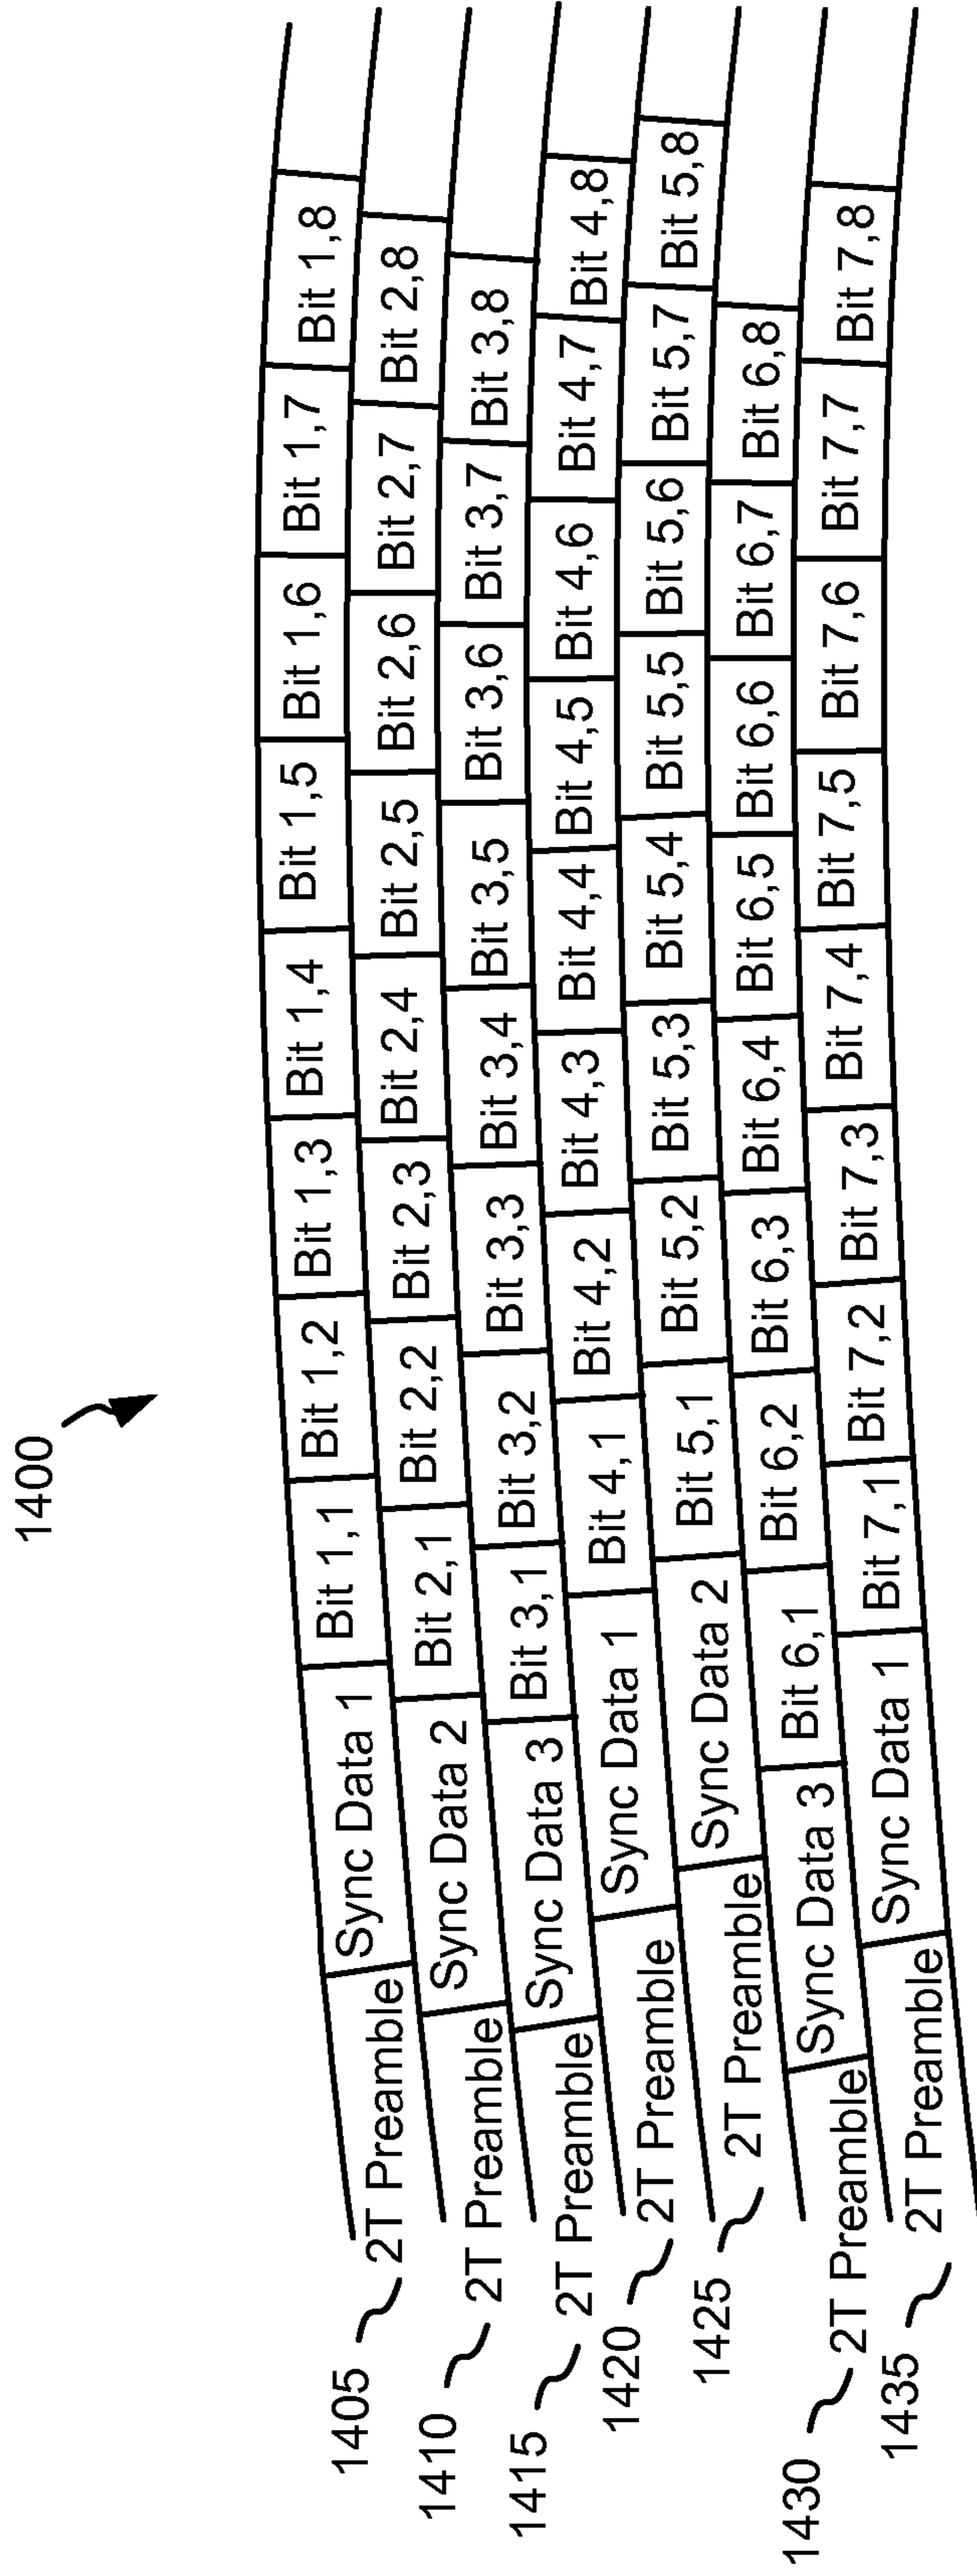 1400
1405 2T Preamble Sync Data 1 Bit 1,1 Bit 1,2 Bit 1,3 Bit 1,4 Bit 1,5 Bit 1,6 Bit 1,7 Bit 1,8
1410 2T Preamble Sync Data 2 Bit 2,1 Bit 2,2 Bit 2,3 Bit 2,4 Bit 2,5 Bit 2,6 Bit 2,7 Bit 2,8
1415 2T Preamble Sync Data 3 Bit 3,1 Bit 3,2 Bit 3,3 Bit 3,4 Bit 3,5 Bit 3,6 Bit 3,7 Bit 3,8
1420 2T Preamble Sync Data 1 Bit 4,1 Bit 4,2 Bit 4,3 Bit 4,4 Bit 4,5 Bit 4,6 Bit 4,7 Bit 4,8
1425 2T Preamble Sync Data 2 Bit 5,1 Bit 5,2 Bit 5,3 Bit 5,4 Bit 5,5 Bit 5,6 Bit 5,7 Bit 5,8
1430 2T Preamble Sync Data 3 Bit 6,1 Bit 6,2 Bit 6,3 Bit 6,4 Bit 6,5 Bit 6,6 Bit 6,7 Bit 6,8
1435 2T Preamble Sync Data 1 Bit 7,1 Bit 7,2 Bit 7,3 Bit 7,4 Bit 7,5 Bit 7,6 Bit 7,7 Bit 7,8